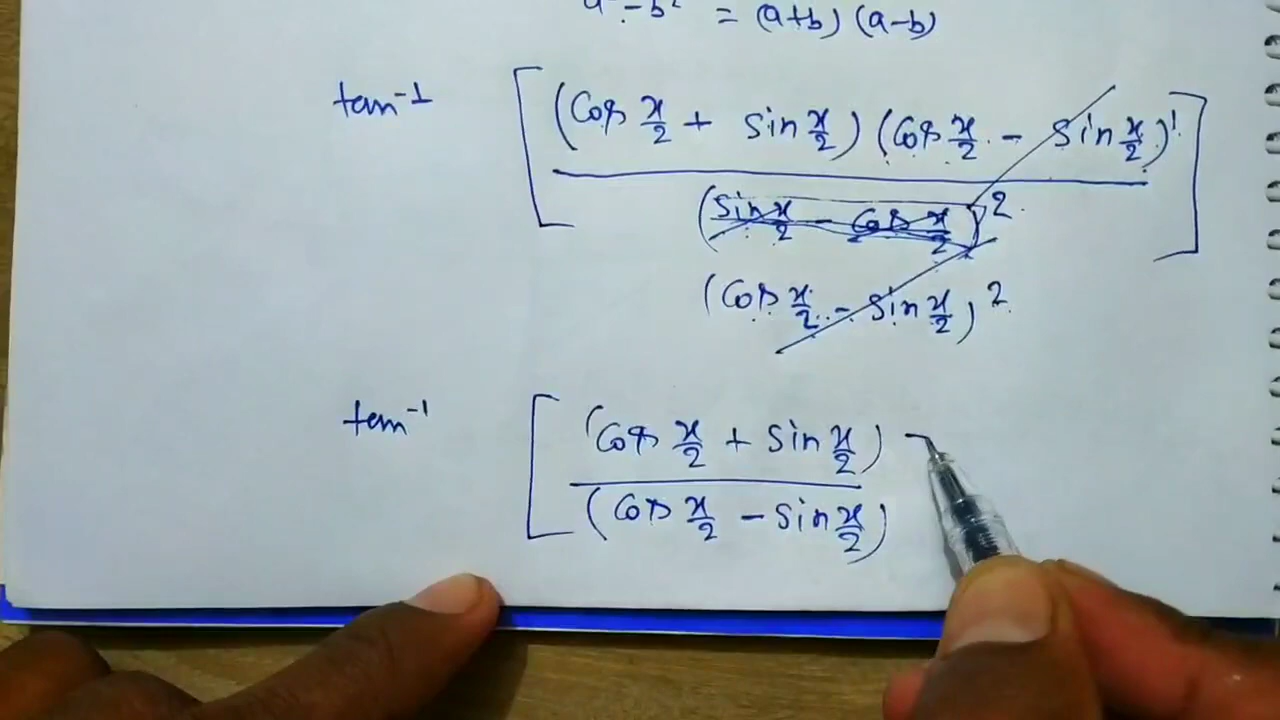 a² - b² = (a+b) (a-b)
tan⁻¹ [ (Cos x/2 + Sin x/2) (Cos x/2 - Sin x/2)¹ ]
(Sin x/2 - Cos x/2)²
(Cos x/2 - Sin x/2)²
tan⁻¹ [ (Cos x/2 + Sin x/2)
(Cos x/2 - Sin x/2)